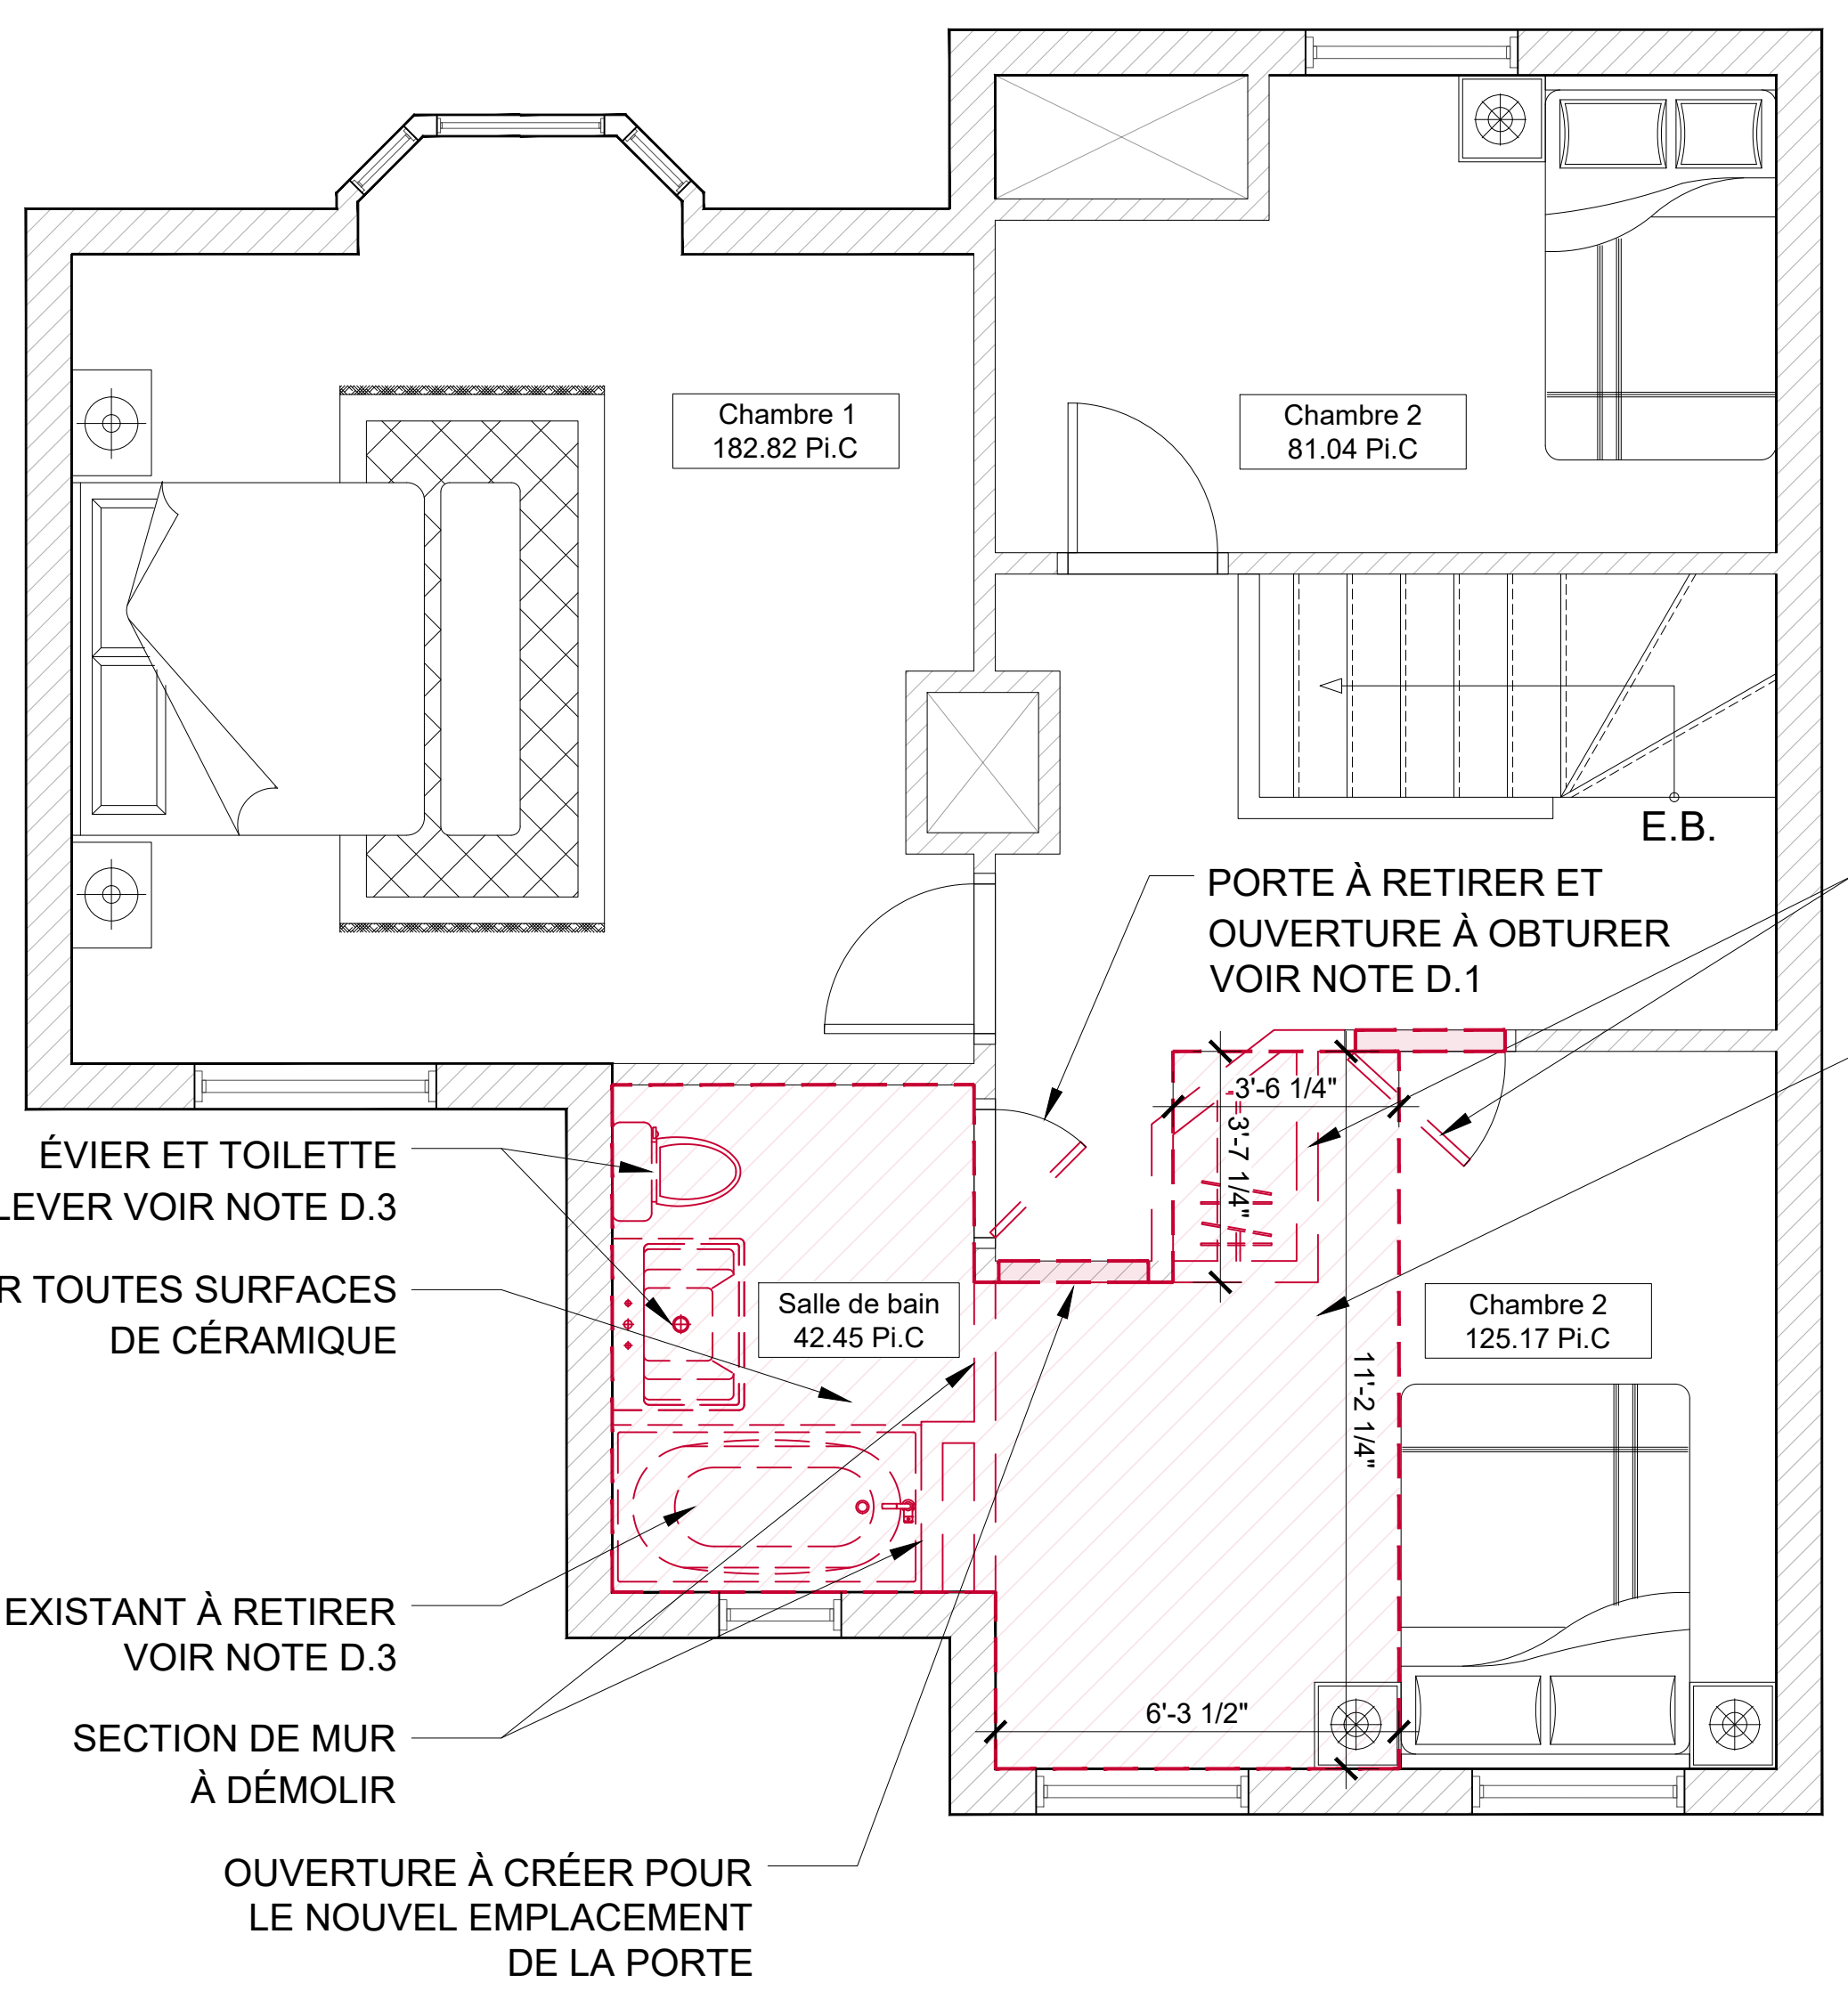 Chambre 1
182.82 Pi.C
Chambre 2
81.04 Pi.C
E.B.
PORTE À RETIRER ET
OUVERTURE À OBTURER
VOIR NOTE D.1
3'-6 1/4"
3'-7 1/4"
ÉVIER ET TOILETTE
LEVER VOIR NOTE D.3
R TOUTES SURFACES
DE CÉRAMIQUE
Salle de bain
42.45 Pi.C
Chambre 2
125.17 Pi.C
11'-2 1/4"
EXISTANT À RETIRER
VOIR NOTE D.3
6'-3 1/2"
SECTION DE MUR
À DÉMOLIR
OUVERTURE À CRÉER POUR
LE NOUVEL EMPLACEMENT
DE LA PORTE